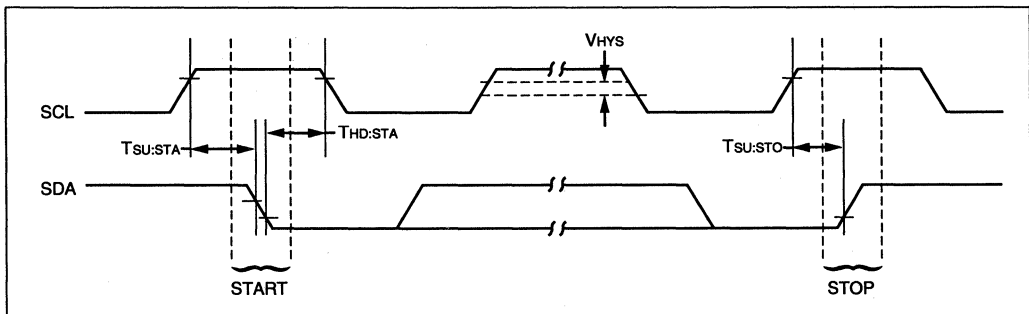 VHYS
SCL
THD:STA
TSU:STA
TSU:STO
SDA
START
STOP